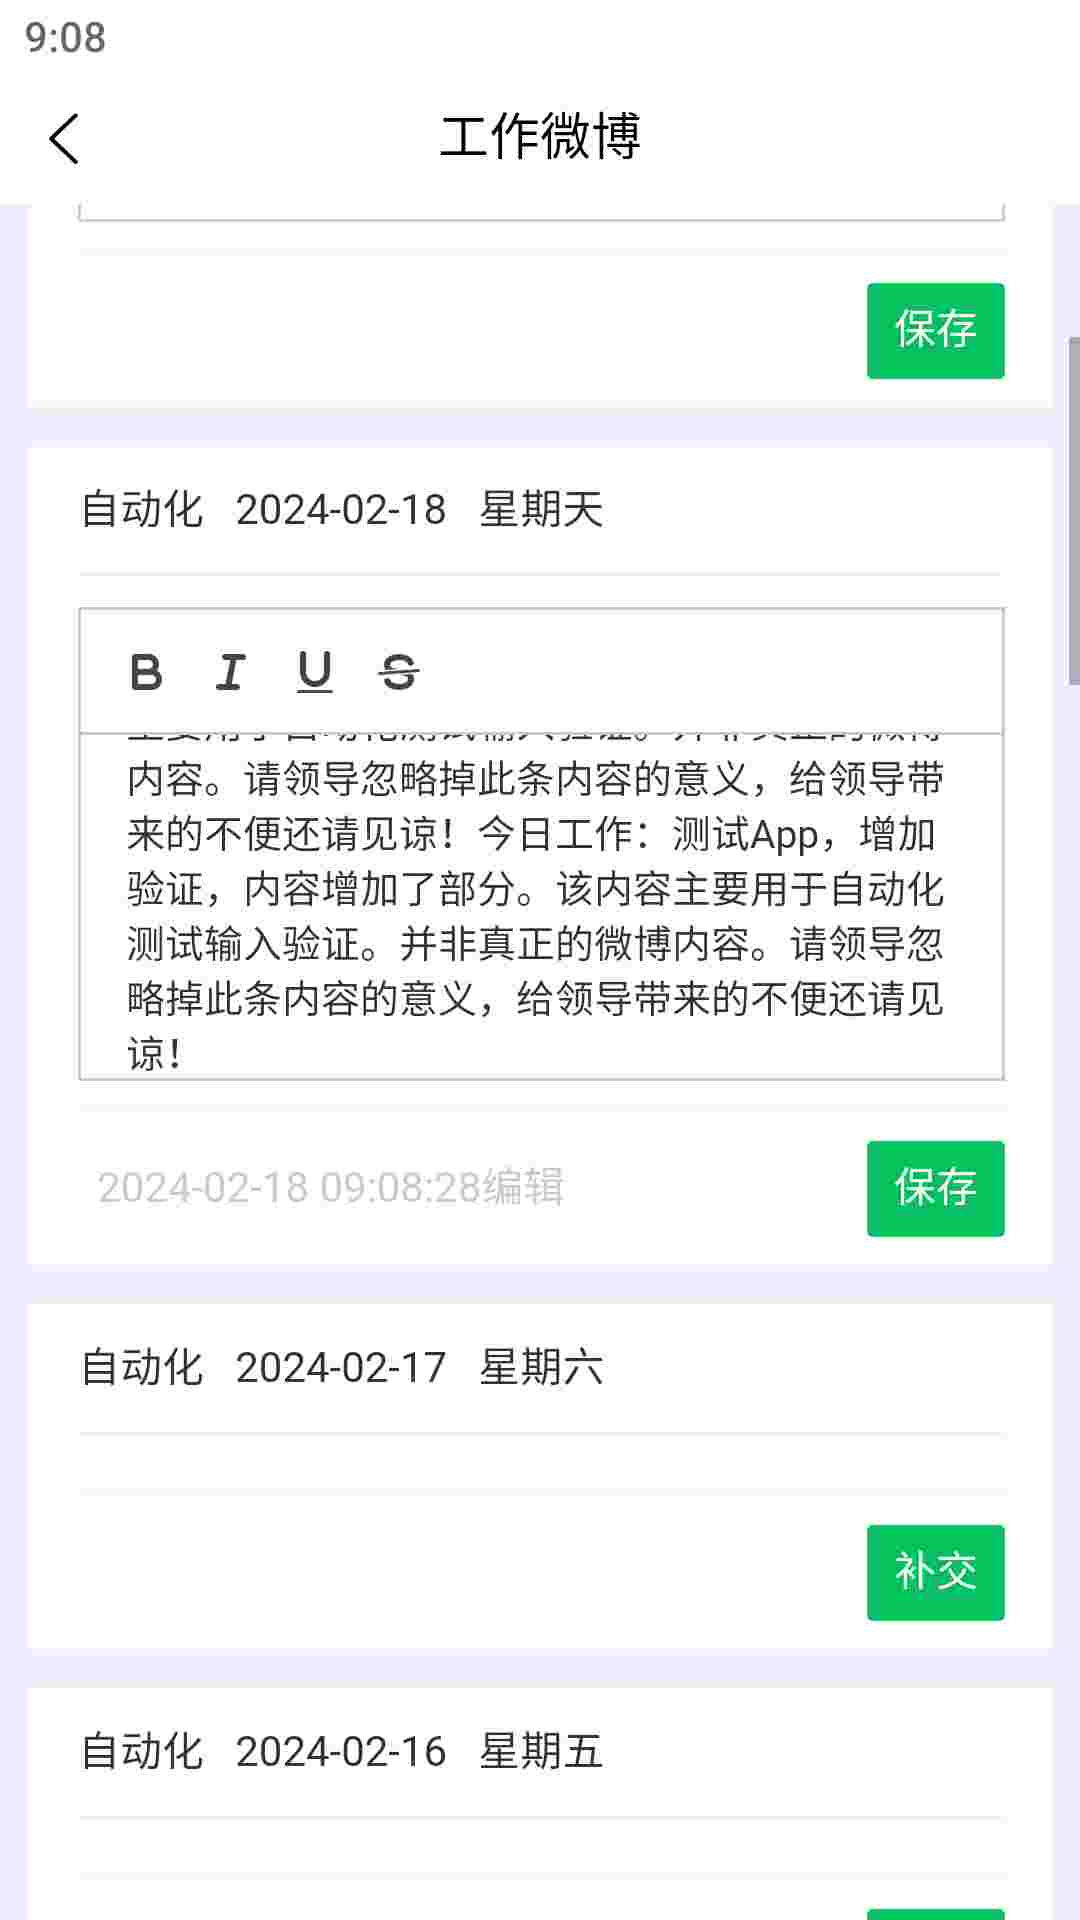 9:08
工作微博
保存
自动化 2024-02-18 星期天
B I U S
内容。请领导忽略掉此条内容的意义，给领导带
来的不便还请见谅！今日工作：测试App，增加
验证，内容增加了部分。该内容主要用于自动化
测试输入验证。并非真正的微博内容。请领导忽
略掉此条内容的意义，给领导带来的不便还请见
谅！
2024-02-18 09:08:28编辑
保存
自动化 2024-02-17 星期六
补交
自动化 2024-02-16 星期五